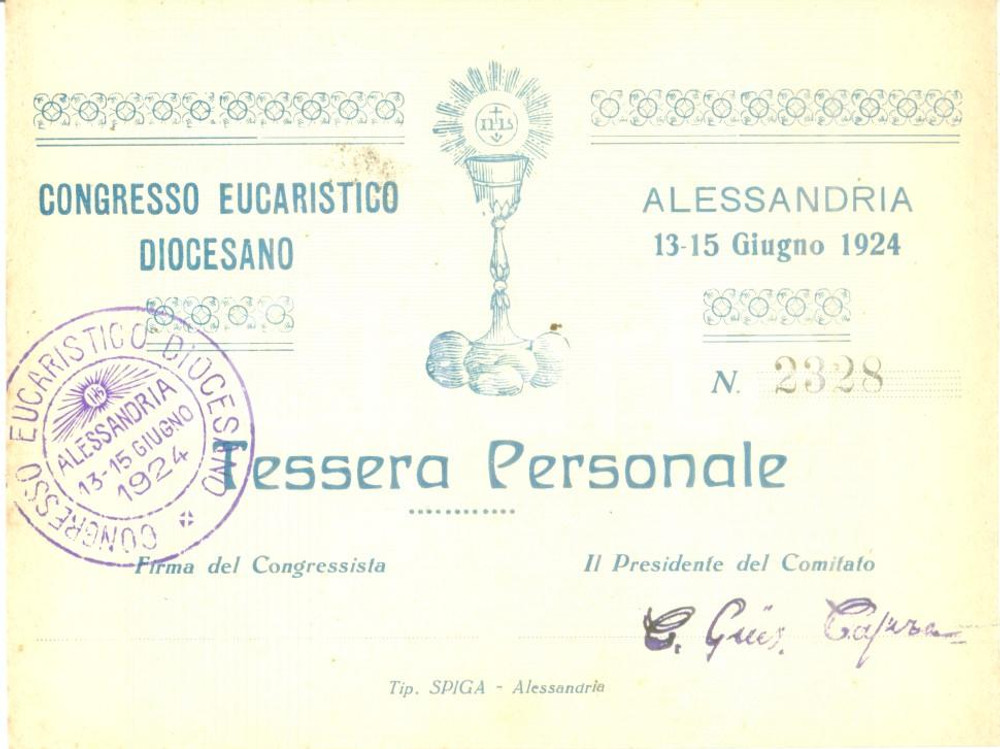 IHS
CONGRESSO EUCARISTICO
DIOCESANO
ALESSANDRIA
13-15 Giugno 1924
N. 2328
CONGRESSO EUCARISTICO DIOCESANO
IHS
ALESSANDRIA
13-15 GIUGNO
1924
Tessera Personale
Firma del Congressista
Il Presidente del Comitato
Tip. SPIGA - Alessandria